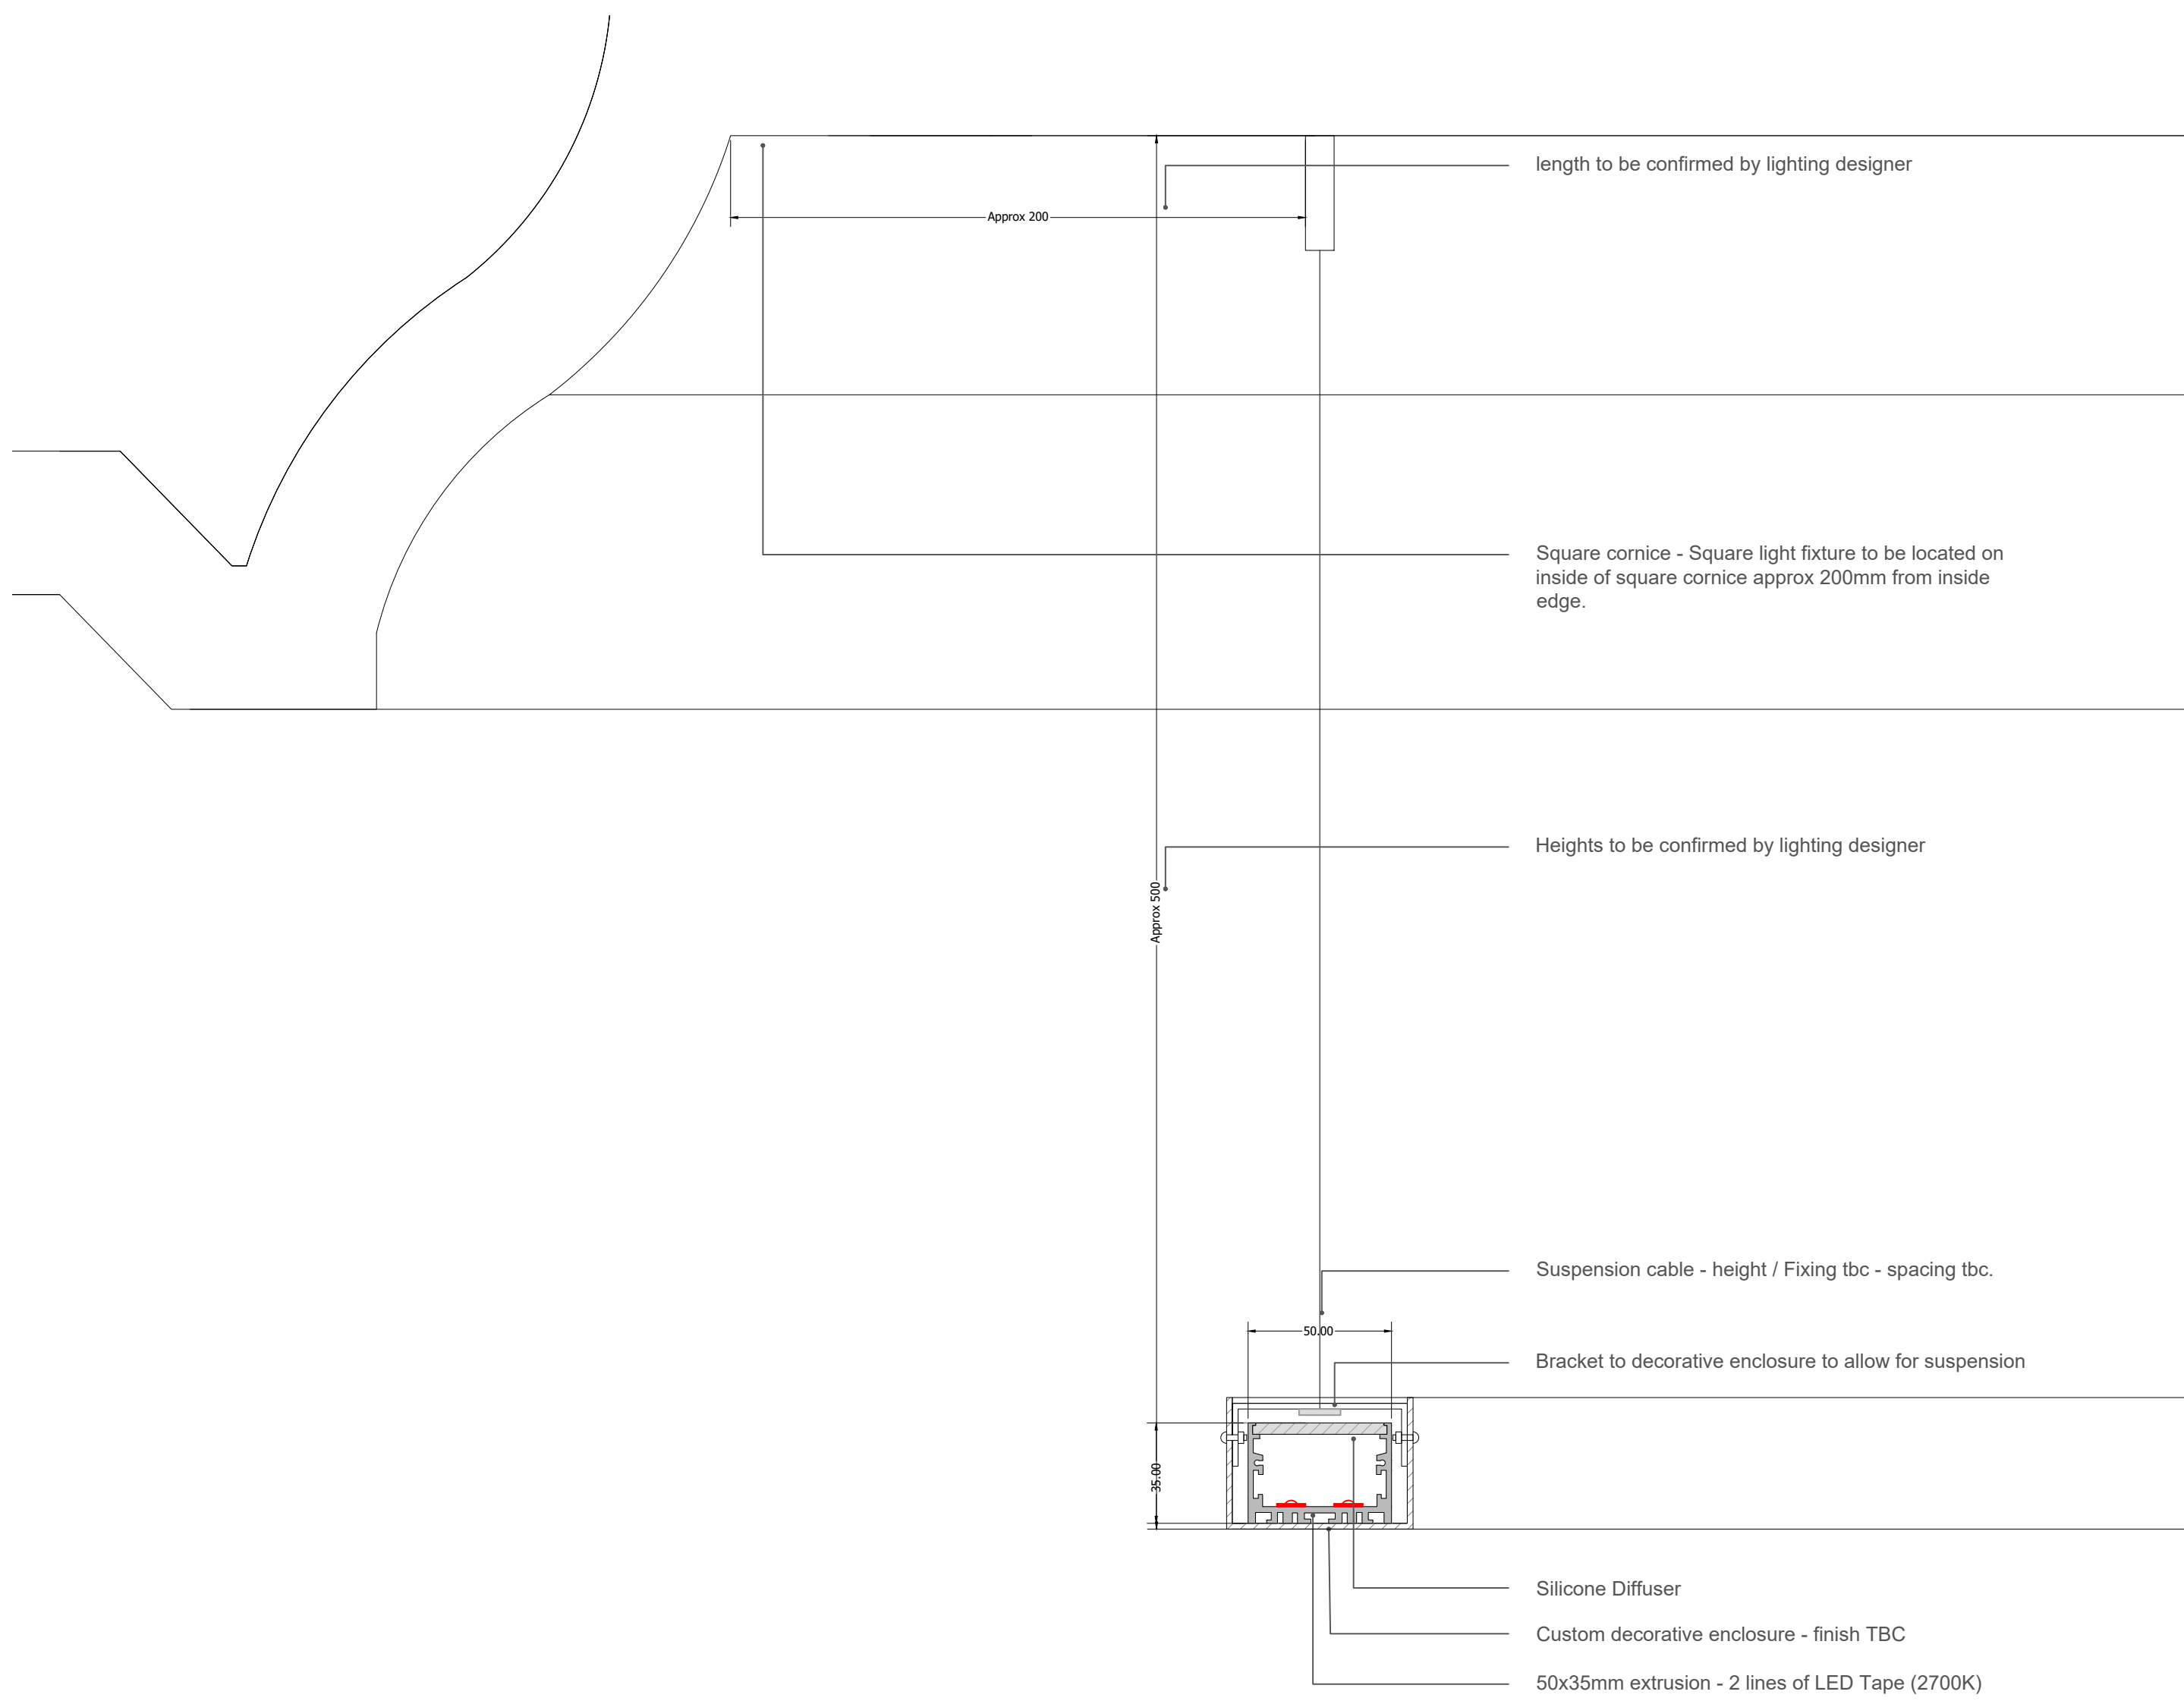 length to be confirmed by lighting designer
Approx 200
Square cornice - Square light fixture to be located on
inside of square cornice approx 200mm from inside
edge.
Heights to be confirmed by lighting designer
Approx 500
Suspension cable - height / Fixing tbc - spacing tbc.
50.00
Bracket to decorative enclosure to allow for suspension
35.00
Silicone Diffuser
Custom decorative enclosure - finish TBC
50x35mm extrusion - 2 lines of LED Tape (2700K)